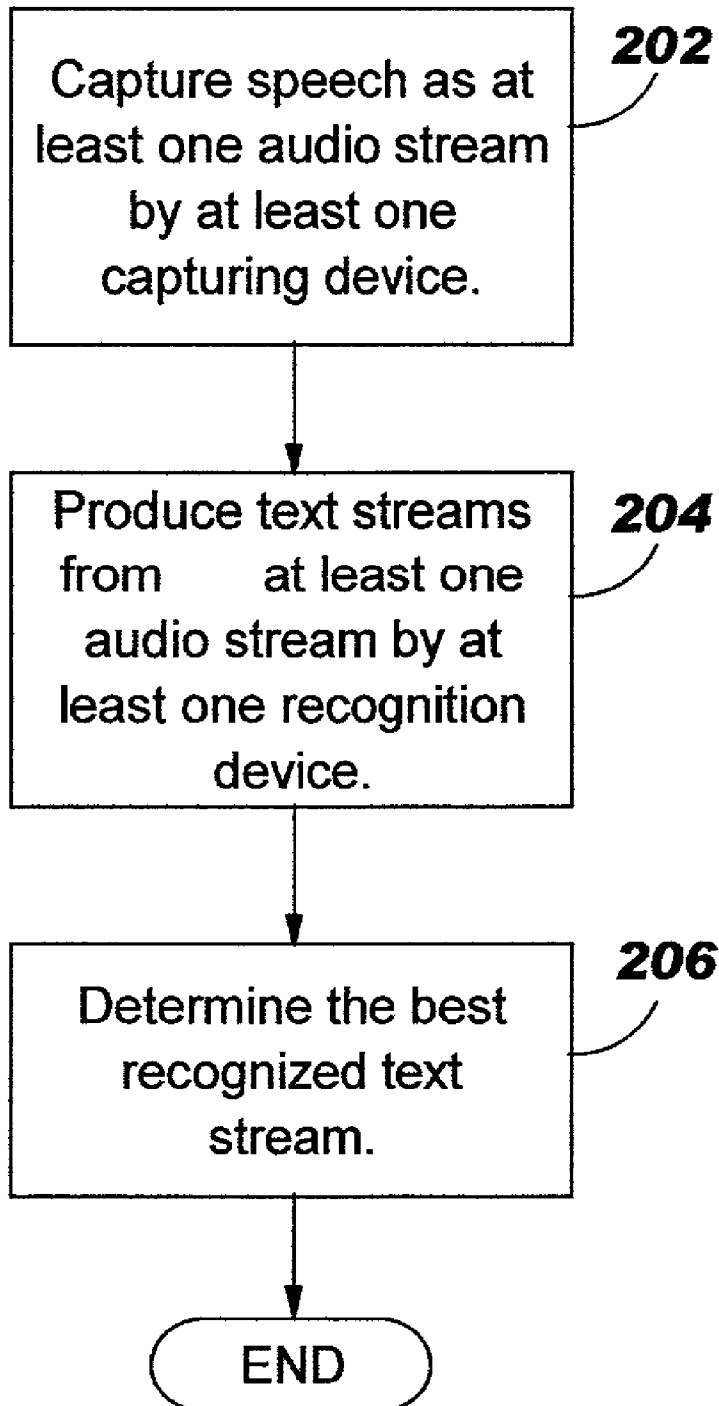 202
Capture speech as at
least one audio stream
by at least one
capturing device.
204
Produce text streams
from at least one
audio stream by at
least one recognition
device.
206
Determine the best
recognized text
stream.
END